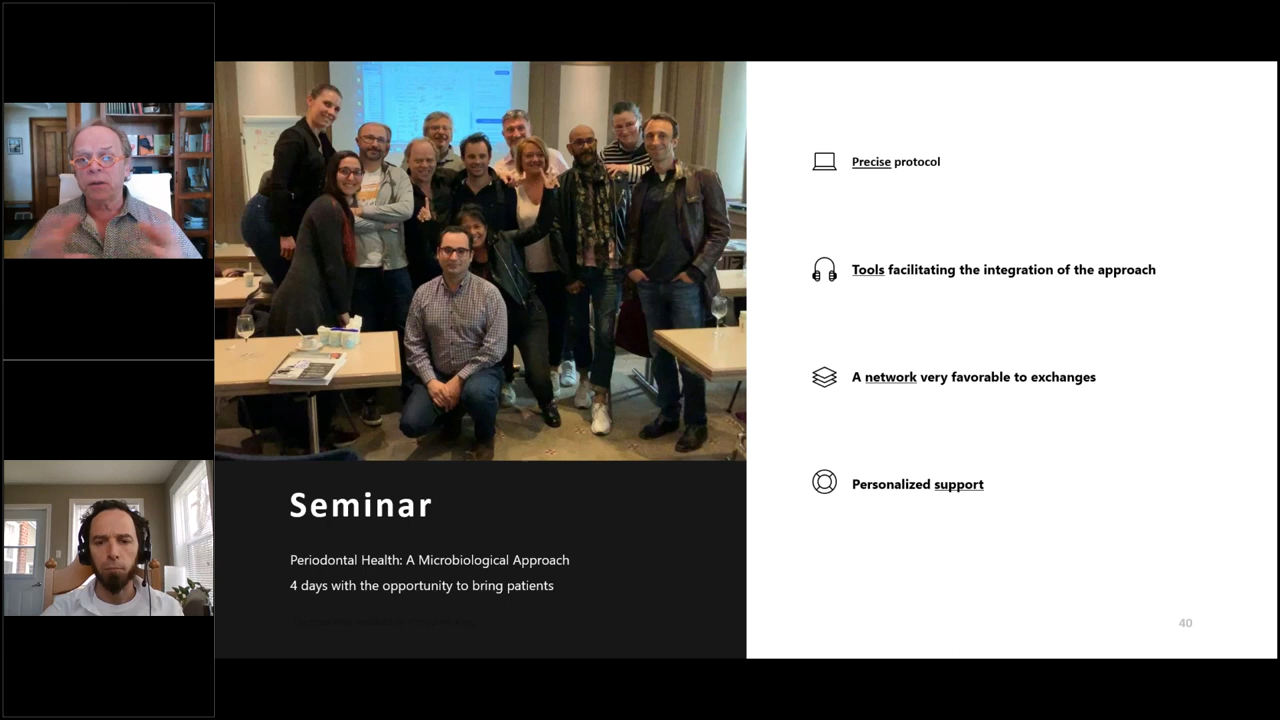 Seminar
Periodontal Health: A Microbiological Approach
4 days with the opportunity to bring patients
Precise protocol
Tools facilitating the integration of the approach
A network very favorable to exchanges
Personalized support
40